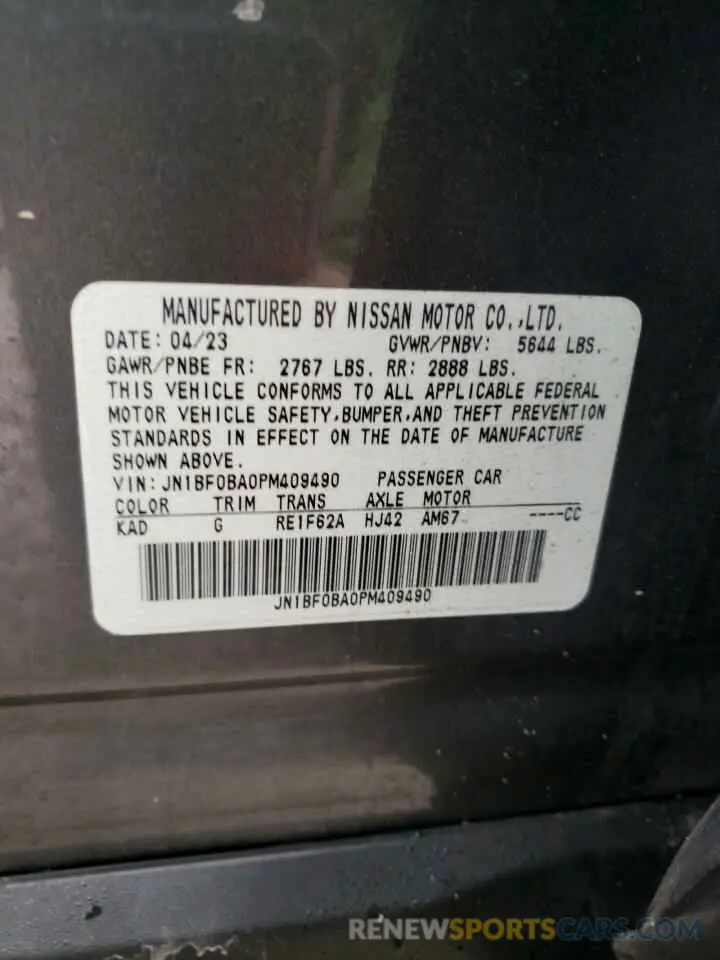 MANUFACTURED BY NISSAN MOTOR CO.,LTD.
DATE: 04/23 GVWR/PNBV: 5644 LBS.
GAWR/PNBE FR: 2767 LBS. RR: 2888 LBS.
THIS VEHICLE CONFORMS TO ALL APPLICABLE FEDERAL
MOTOR VEHICLE SAFETY,BUMPER,AND THEFT PREVENTION
STANDARDS IN EFFECT ON THE DATE OF MANUFACTURE
SHOWN ABOVE.
VIN: JN1BF0BA0PM409490 PASSENGER CAR
COLOR TRIM TRANS AXLE MOTOR
KAD G RE1F62A HJ42 AM67 ----CC
JN1BF0BA0PM409490
RENEWSPORTSCARS.COM